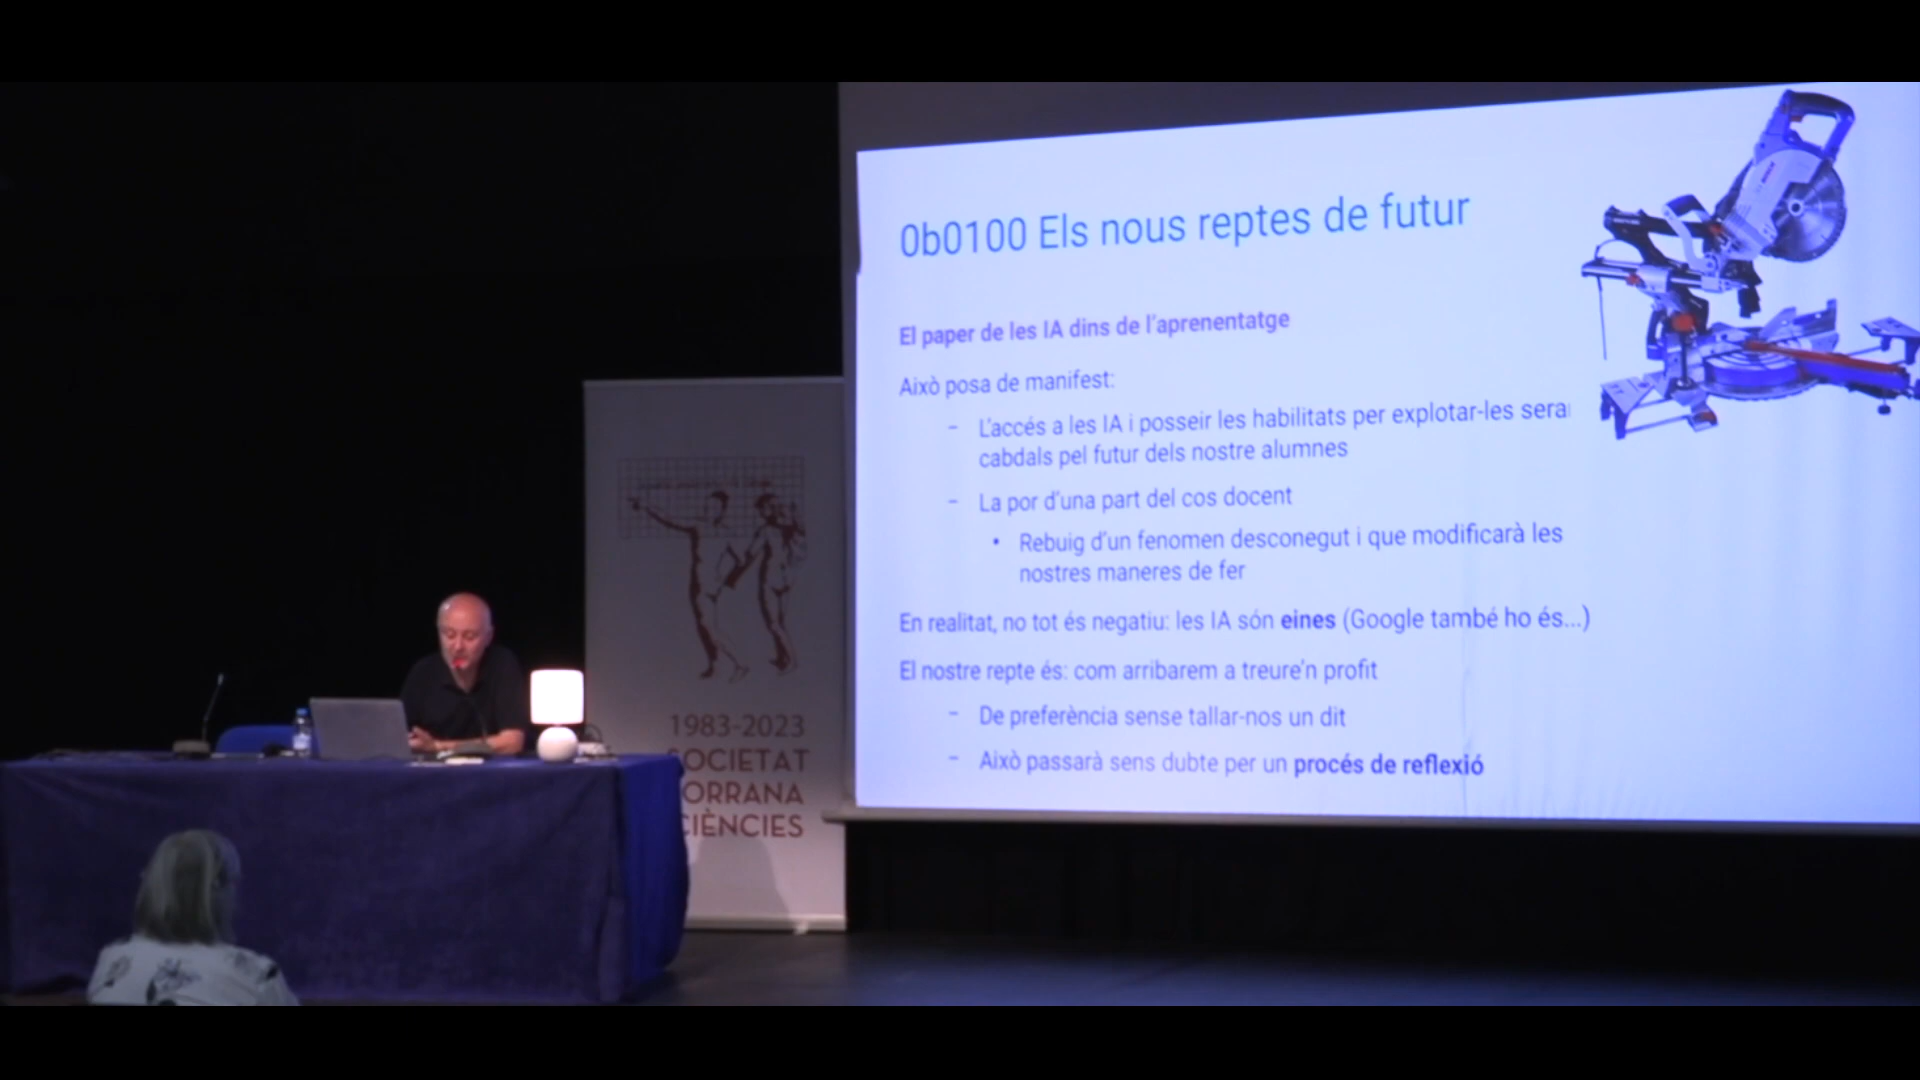 0b0100 Els nous reptes de futur
El paper de les IA dins de l'aprenentatge
Això posa de manifest:
– L'accés a les IA i posseir les habilitats per explotar-les sera
cabdals pel futur dels nostre alumnes
– La por d'una part del cos docent
• Rebuig d'un fenomen desconegut i que modificarà les
nostres maneres de fer
En realitat, no tot és negatiu: les IA són eines (Google també ho és...)
El nostre repte és: com arribarem a treure'n profit
– De preferència sense tallar-nos un dit
– Això passarà sens dubte per un procés de reflexió
1983-2023
OCIETAT
ORRANA
CIÈNCIES